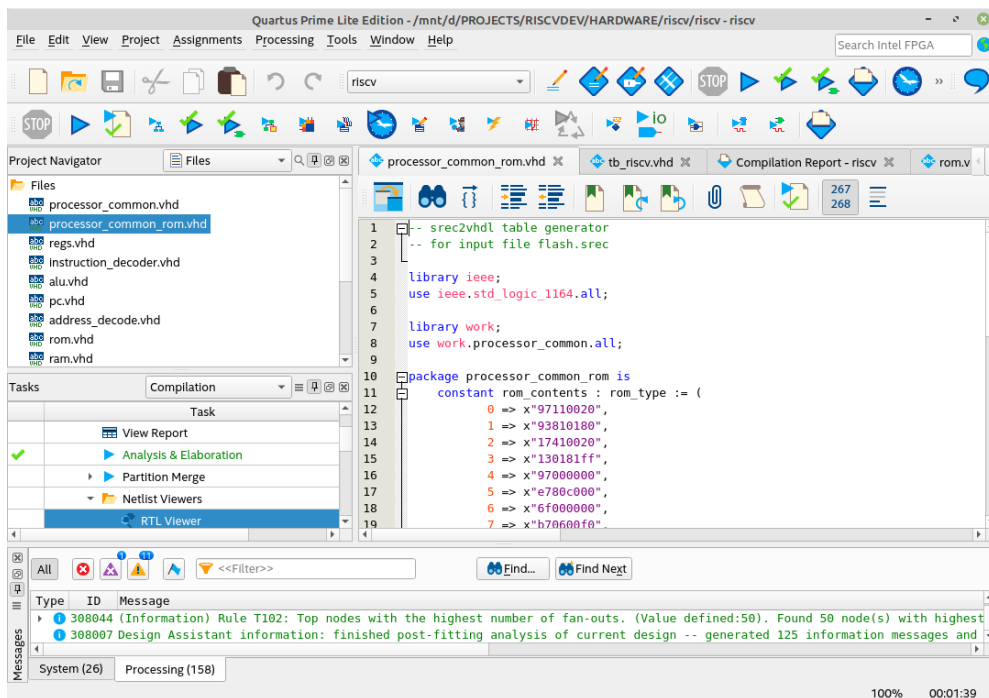 Quartus Prime Lite Edition - /mnt/d/PROJECTS/RISCVDEV/HARDWARE/riscv/riscv - riscv
File Edit View Project Assignments Processing Tools Window Help
Search Intel FPGA
riscv
STOP
»
STOP
io
Project Navigator
Files
processor_common_rom.vhd
tb_riscv.vhd
Compilation Report - riscv
rom.v
Files
processor_common.vhd
processor_common_rom.vhd
regs.vhd
instruction_decoder.vhd
alu.vhd
pc.vhd
address_decode.vhd
rom.vhd
ram.vhd
267
268
1 -- srec2vhdl table generator
2 -- for input file flash.srec
3
4 library ieee;
5 use ieee.std_logic_1164.all;
6
7 library work;
8 use work.processor_common.all;
9
10 package processor_common_rom is
11 constant rom_contents : rom_type := (
12 0 => x"97110020",
13 1 => x"93810180",
14 2 => x"17410020",
15 3 => x"130181ff",
16 4 => x"97000000",
17 5 => x"e780c000",
18 6 => x"6f000000",
19 7 => x"b70600f0",
Tasks
Compilation
Task
View Report
Analysis & Elaboration
Partition Merge
Netlist Viewers
RTL Viewer
All
1
11
<<Filter>>
Find...
Find Next
Type ID Message
308044 (Information) Rule T102: Top nodes with the highest number of fan-outs. (Value defined:50). Found 50 node(s) with highest
308007 Design Assistant information: finished post-fitting analysis of current design -- generated 125 information messages and
Messages
System (26)
Processing (158)
100% 00:01:39